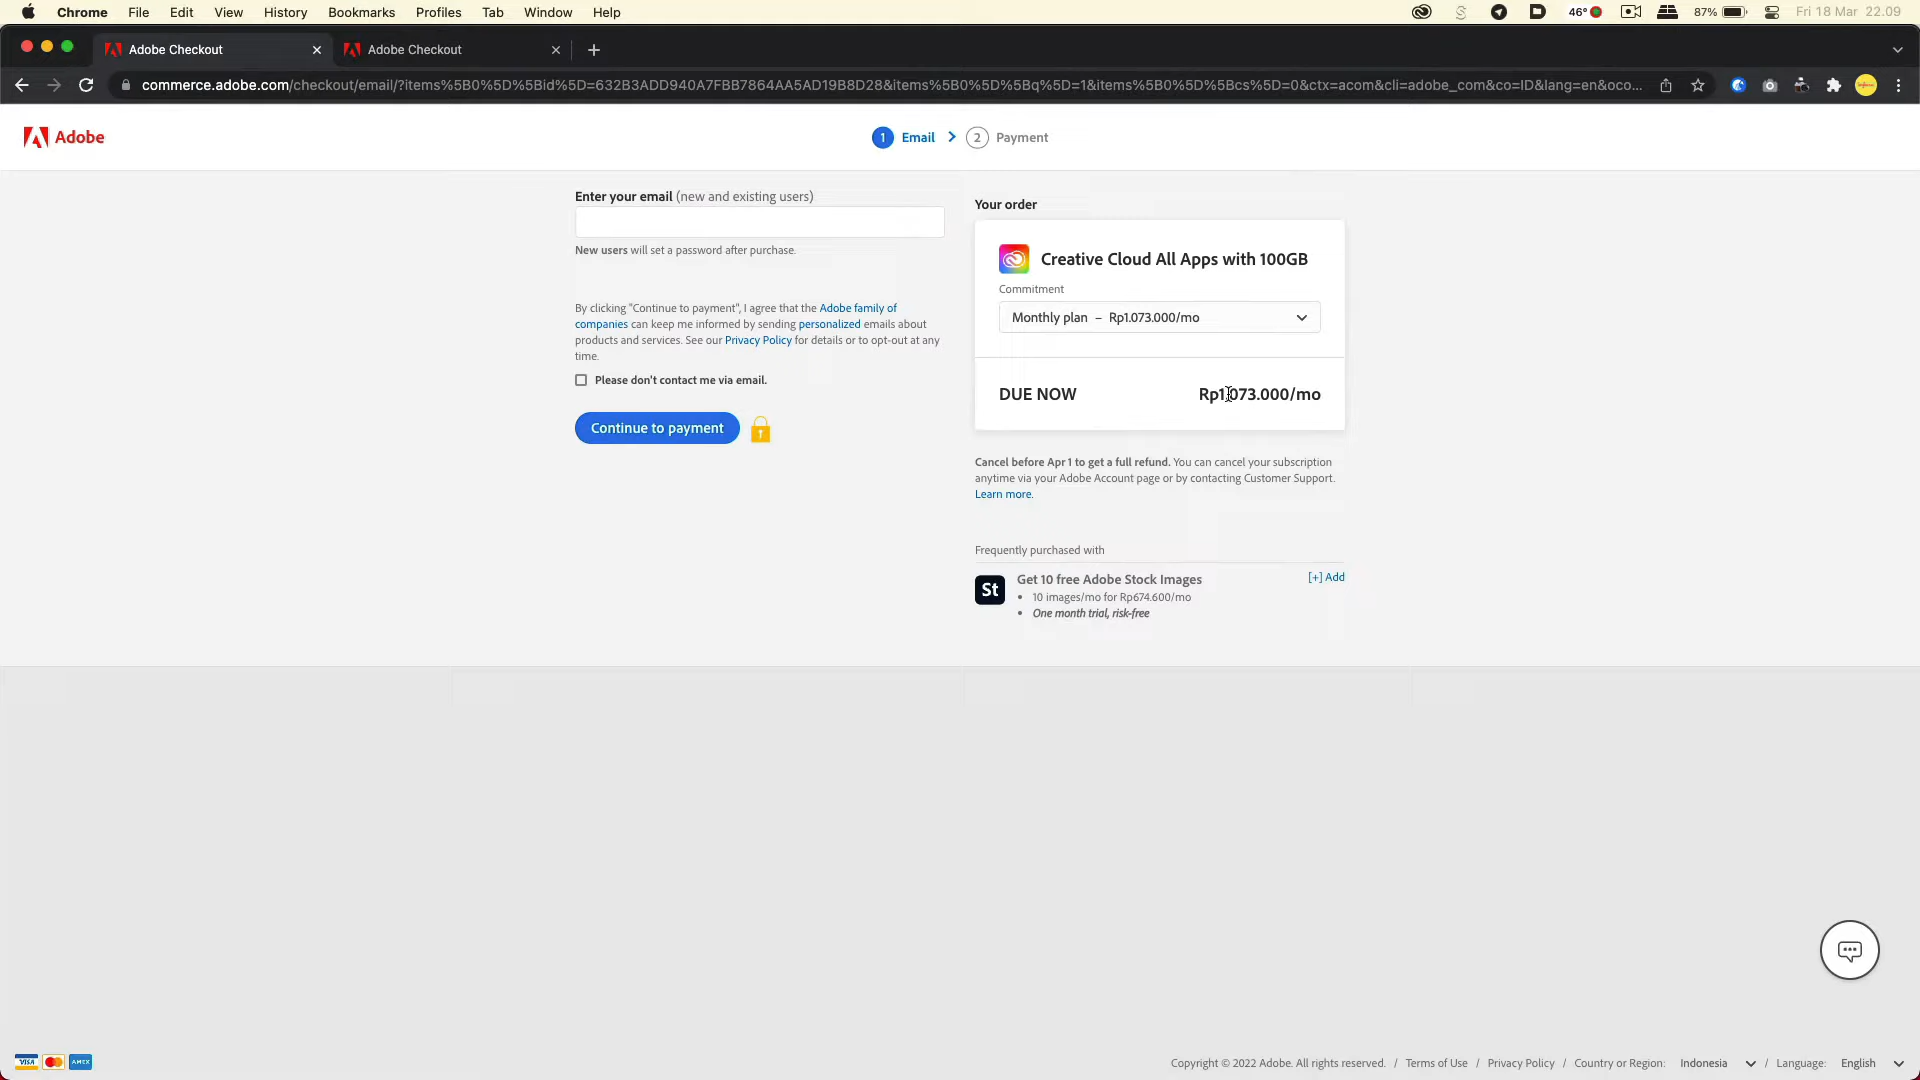 Chrome File Edit View History Bookmarks Profiles Tab Window Help 46° 87% Fri 18 Mar 22.09
Adobe Checkout Adobe Checkout
commerce.adobe.com/checkout/email/?items%5B0%5D%5Bid%5D=632B3ADD940A7FBB7864AA5AD19B8D28&items%5B0%5D%5Bq%5D=1&items%5B0%5D%5Bcs%5D=0&ctx=acom&cli=adobe_com&co=ID&lang=en&oco...
Adobe
1 Email 2 Payment
Enter your email (new and existing users)
New users will set a password after purchase.
By clicking "Continue to payment", I agree that the Adobe family of
companies can keep me informed by sending personalized emails about
products and services. See our Privacy Policy for details or to opt-out at any
time.
Please don't contact me via email.
Continue to payment
Your order
Creative Cloud All Apps with 100GB
Commitment
Monthly plan – Rp1.073.000/mo
DUE NOW Rp1.073.000/mo
Cancel before Apr 1 to get a full refund. You can cancel your subscription
anytime via your Adobe Account page or by contacting Customer Support.
Learn more.
Frequently purchased with
St Get 10 free Adobe Stock Images [+] Add
• 10 images/mo for Rp674.600/mo
• One month trial, risk-free
VISA AMEX
Copyright © 2022 Adobe. All rights reserved. / Terms of Use / Privacy Policy / Country or Region: Indonesia / Language: English